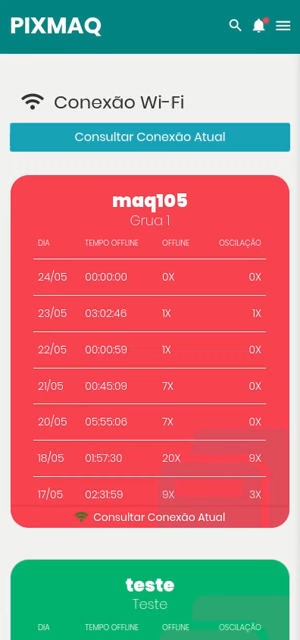 PIXMAQ
Conexão Wi-Fi
Consultar Conexão Atual
maq105
Grua 1
DIA TEMPO OFFLINE OFFLINE OSCILAÇÃO
24/05 00:00:00 0X 0X
23/05 03:02:46 1X 1X
22/05 00:00:59 1X 0X
21/05 00:45:09 7X 0X
20/05 05:55:06 7X 0X
18/05 01:57:30 20X 9X
17/05 02:31:59 9X 3X
Consultar Conexão Atual
teste
Teste
DIA TEMPO OFFLINE OFFLINE OSCILAÇÃO